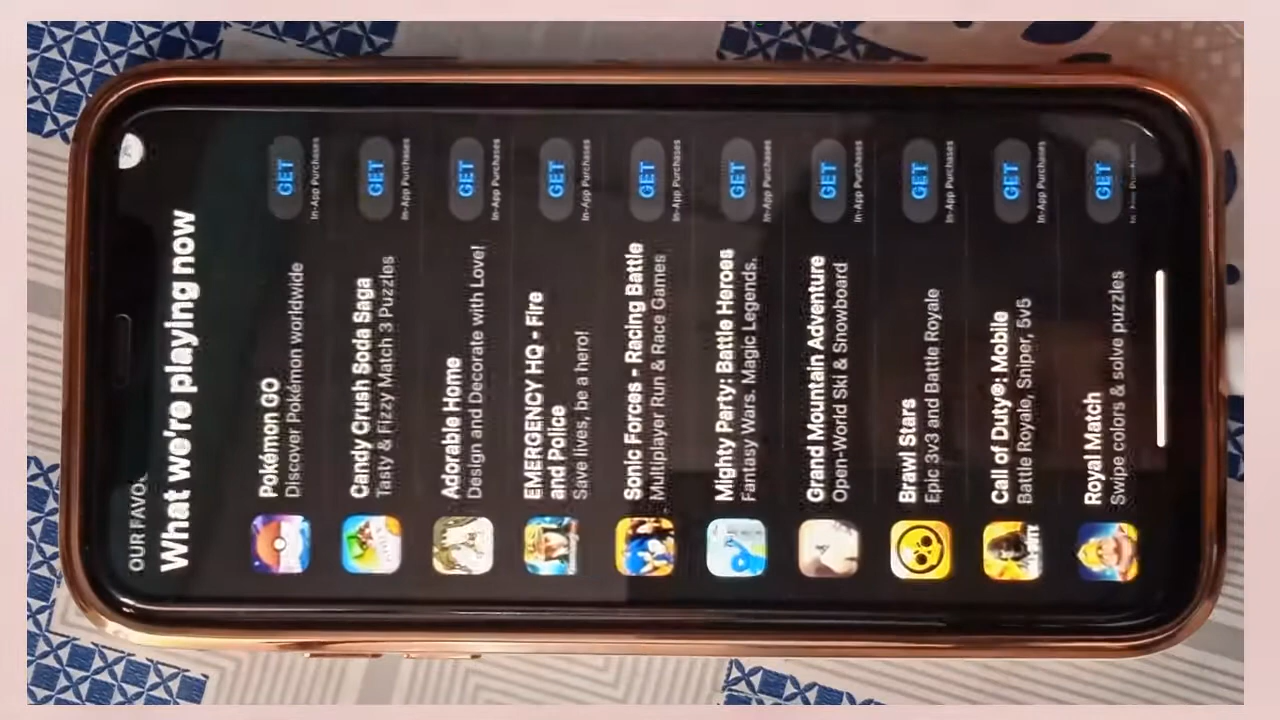 OUR FAVO
What we're playing now
Pokémon GO
Discover Pokémon worldwide
GET
In-App Purchases
Candy Crush Soda Saga
Tasty & Fizzy Match 3 Puzzles
GET
In-App Purchases
Adorable Home
Design and Decorate with Love!
GET
In-App Purchases
EMERGENCY HQ - Fire
and Police
Save lives, be a hero!
GET
In-App Purchases
Sonic Forces - Racing Battle
Multiplayer Run & Race Games
GET
In-App Purchases
Mighty Party: Battle Heroes
Fantasy Wars. Magic Legends.
GET
In-App Purchases
Grand Mountain Adventure
Open-World Ski & Snowboard
GET
In-App Purchases
Brawl Stars
Epic 3v3 and Battle Royale
GET
In-App Purchases
Call of Duty®: Mobile
Battle Royale, Sniper, 5v5
GET
In-App Purchases
Royal Match
Swipe colors & solve puzzles
GET